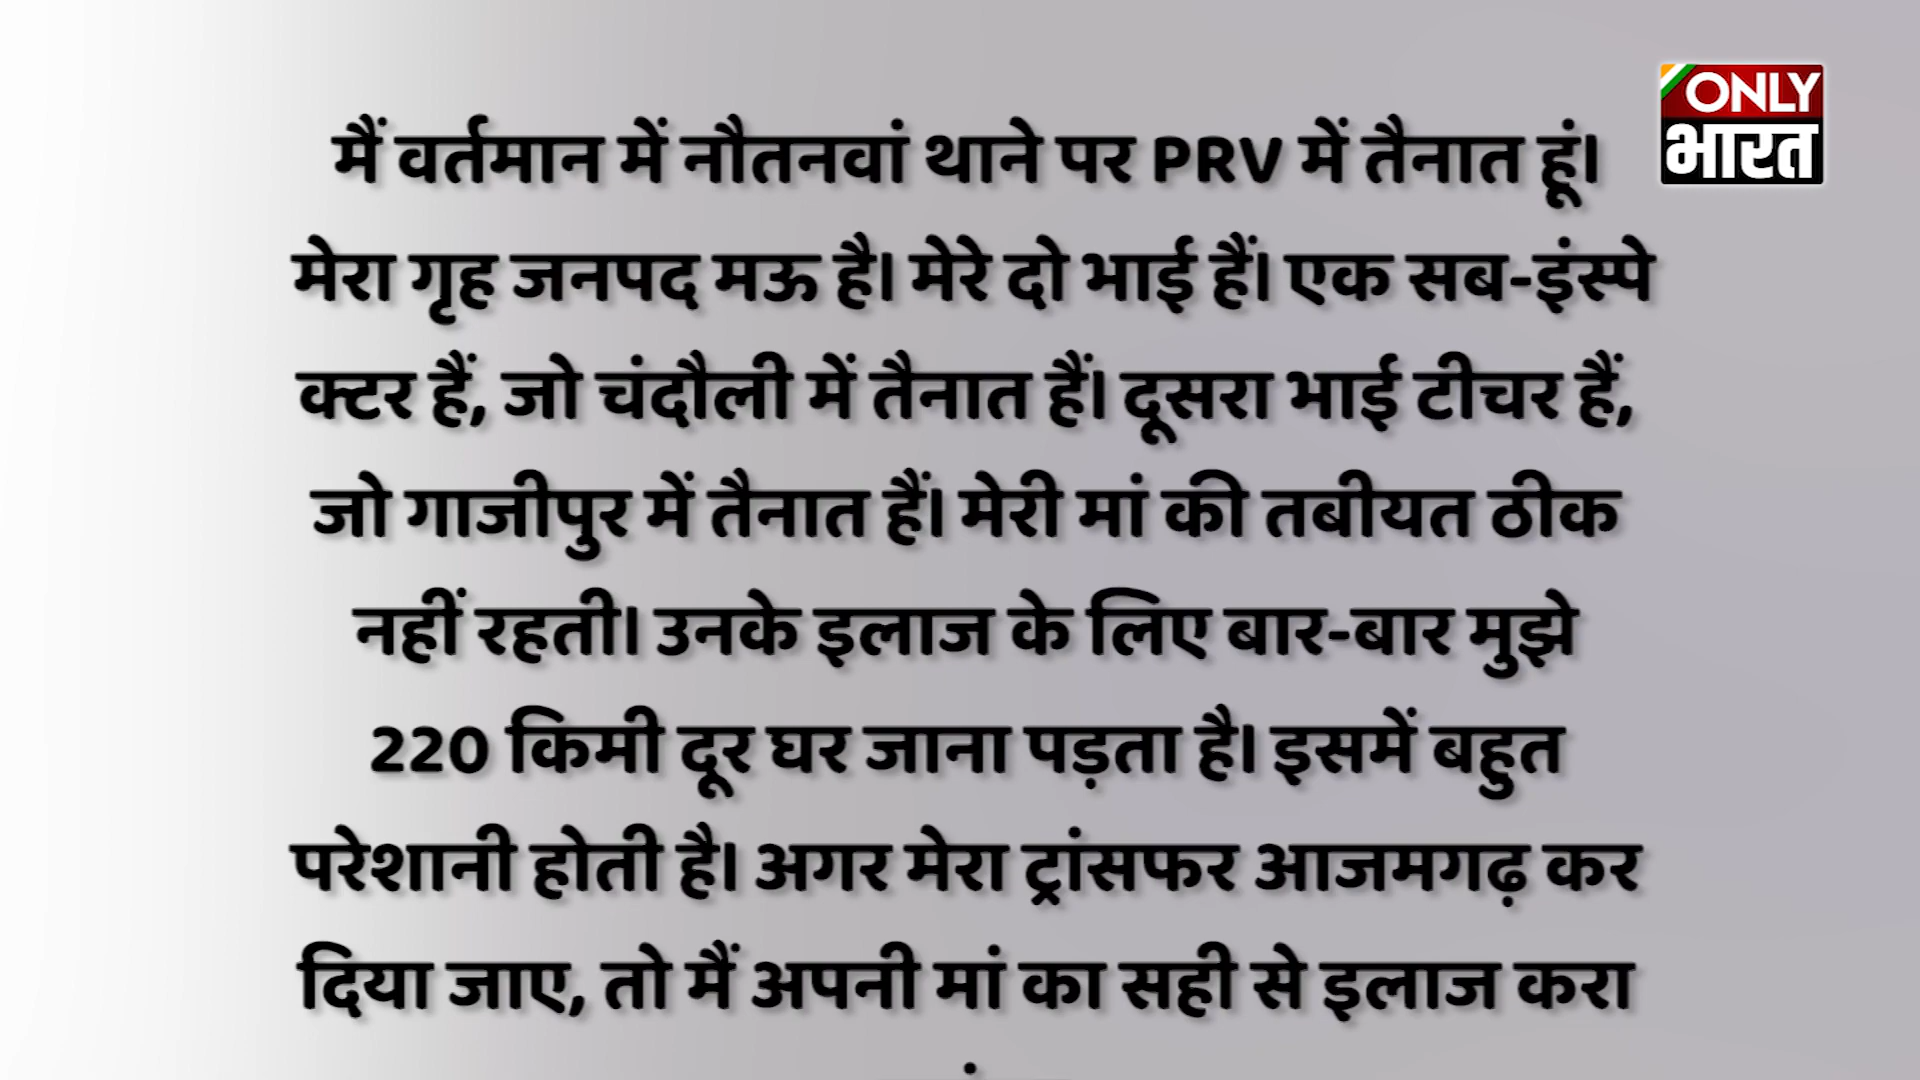 ONLY
भारत
मैं वर्तमान में नौतनवां थाने पर PRV में तैनात हूं।
मेरा गृह जनपद मऊ है। मेरे दो भाई हैं। एक सब-इंस्पे
क्टर हैं, जो चंदौली में तैनात हैं। दूसरा भाई टीचर हैं,
जो गाजीपुर में तैनात हैं। मेरी मां की तबीयत ठीक
नहीं रहती। उनके इलाज के लिए बार-बार मुझे
220 किमी दूर घर जाना पड़ता है। इसमें बहुत
परेशानी होती है। अगर मेरा ट्रांसफर आजमगढ़ कर
दिया जाए, तो मैं अपनी मां का सही से इलाज करा